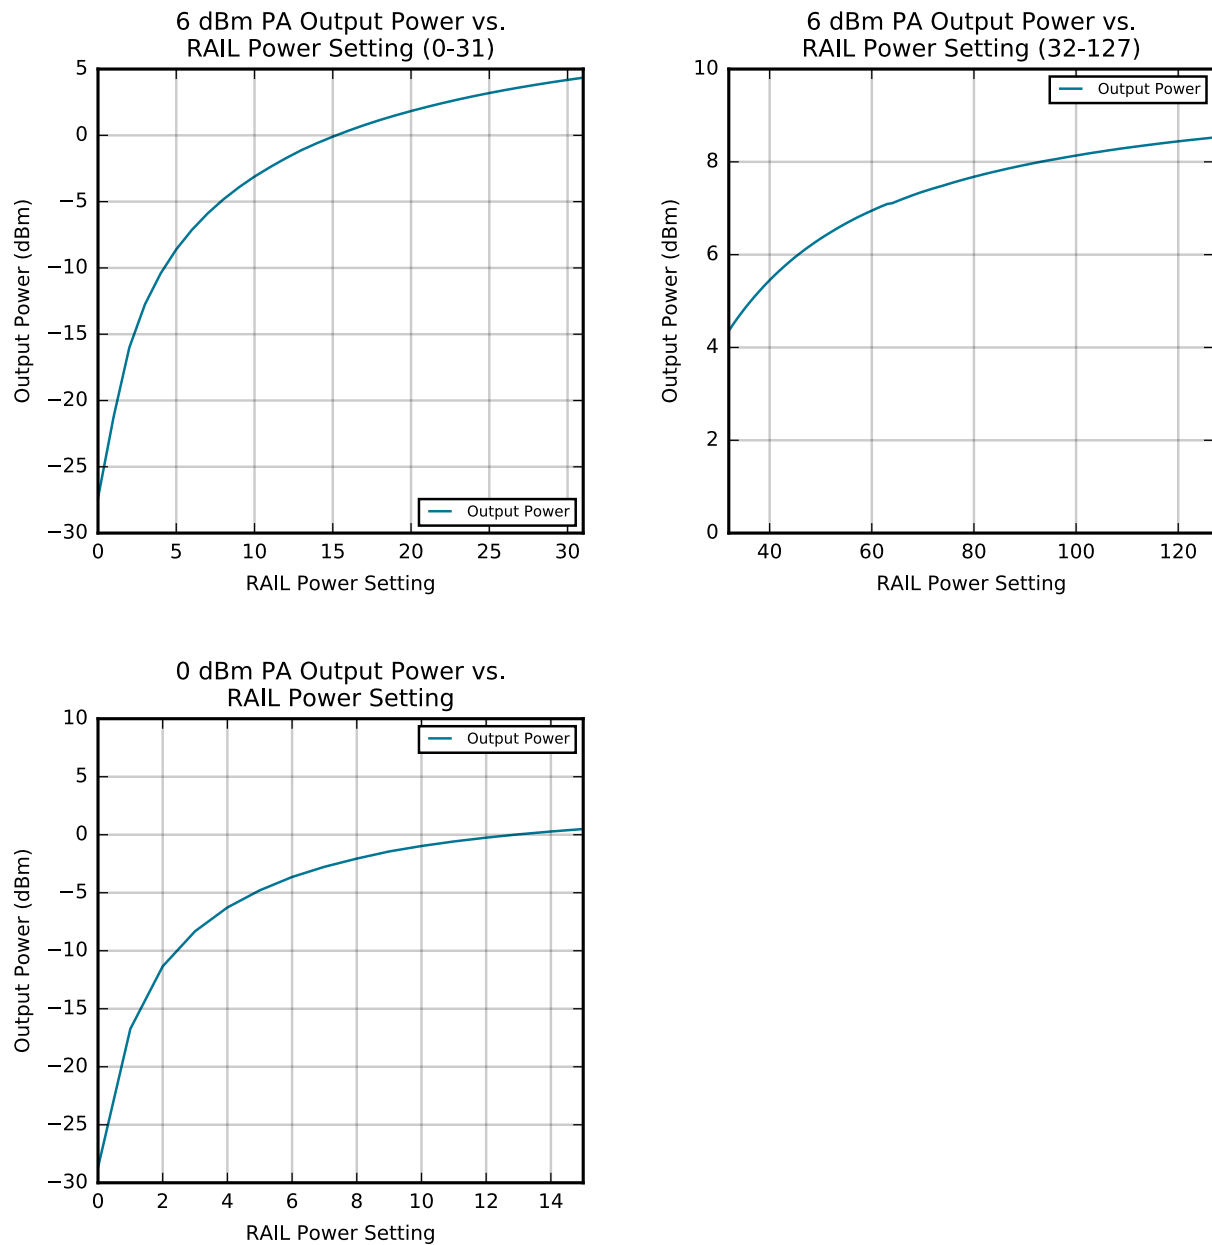 6 dBm PA Output Power vs.
RAIL Power Setting (0-31)
5
0
−5
−10
−15
−20
−25
−30
Output Power (dBm)
Output Power
0 5 10 15 20 25 30
RAIL Power Setting
6 dBm PA Output Power vs.
RAIL Power Setting (32-127)
10
8
6
4
2
0
Output Power (dBm)
Output Power
40 60 80 100 120
RAIL Power Setting
0 dBm PA Output Power vs.
RAIL Power Setting
10
5
0
−5
−10
−15
−20
−25
−30
Output Power (dBm)
Output Power
0 2 4 6 8 10 12 14
RAIL Power Setting